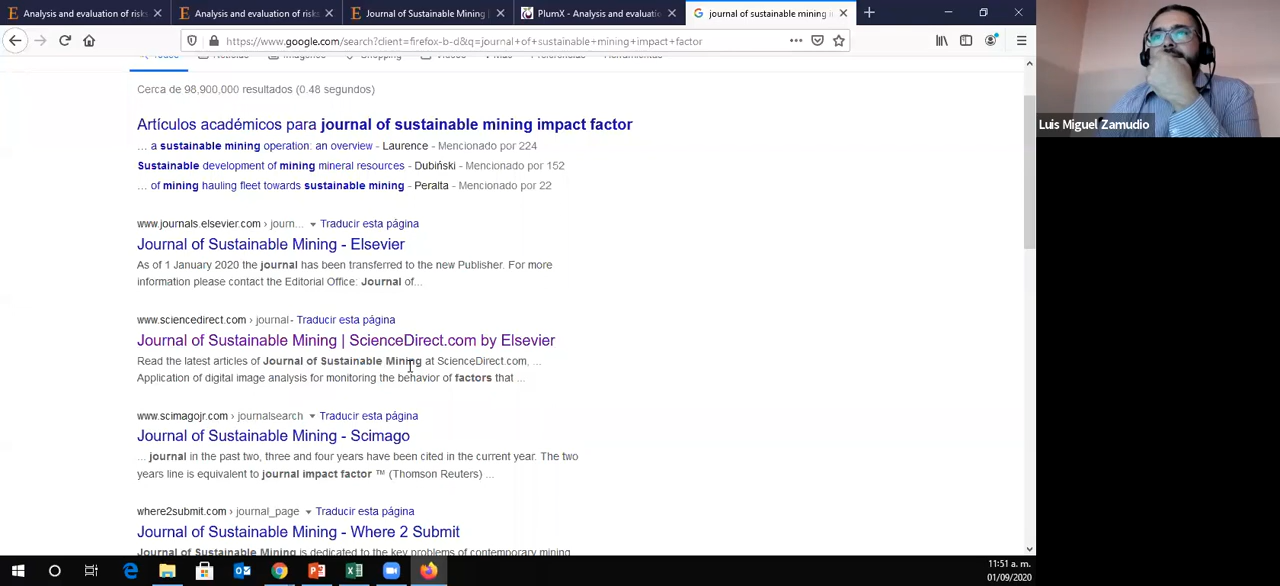 Analysis and evaluation of risks
Analysis and evaluation of risks
Journal of Sustainable Mining |
PlumX - Analysis and evaluatio
journal of sustainable mining i
https://www.google.com/search?client=firefox-b-d&q=journal+of+sustainable+mining+impact+factor
Cerca de 98,900,000 resultados (0.48 segundos)
Artículos académicos para journal of sustainable mining impact factor
... a sustainable mining operation: an overview - Laurence - Mencionado por 224
Sustainable development of mining mineral resources - Dubiński - Mencionado por 152
... of mining hauling fleet towards sustainable mining - Peralta - Mencionado por 22
www.journals.elsevier.com › journ... Traducir esta página
Journal of Sustainable Mining - Elsevier
As of 1 January 2020 the journal has been transferred to the new Publisher. For more
information please contact the Editorial Office: Journal of...
www.sciencedirect.com › journal - Traducir esta página
Journal of Sustainable Mining | ScienceDirect.com by Elsevier
Read the latest articles of Journal of Sustainable Mining at ScienceDirect.com, ...
Application of digital image analysis for monitoring the behavior of factors that ...
www.scimagojr.com › journalsearch Traducir esta página
Journal of Sustainable Mining - Scimago
... journal in the past two, three and four years have been cited in the current year. The two
years line is equivalent to journal impact factor ™ (Thomson Reuters) ...
where2submit.com › journal_page Traducir esta página
Journal of Sustainable Mining - Where 2 Submit
Journal of Sustainable Mining is dedicated to the key problems of contemporary mining
Luis Miguel Zamudio
11:51 a. m.
01/09/2020